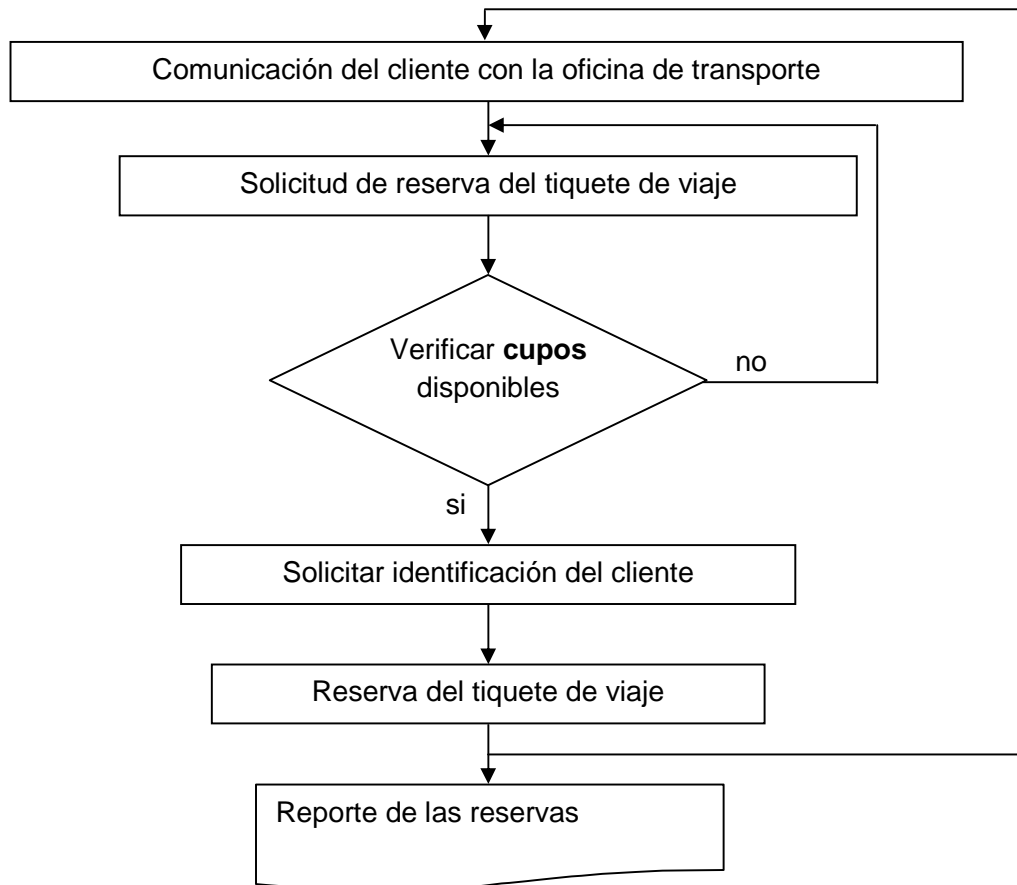 Comunicación del cliente con la oficina de transporte
Solicitud de reserva del tiquete de viaje
Verificar cupos
disponibles
no
si
Solicitar identificación del cliente
Reserva del tiquete de viaje
Reporte de las reservas